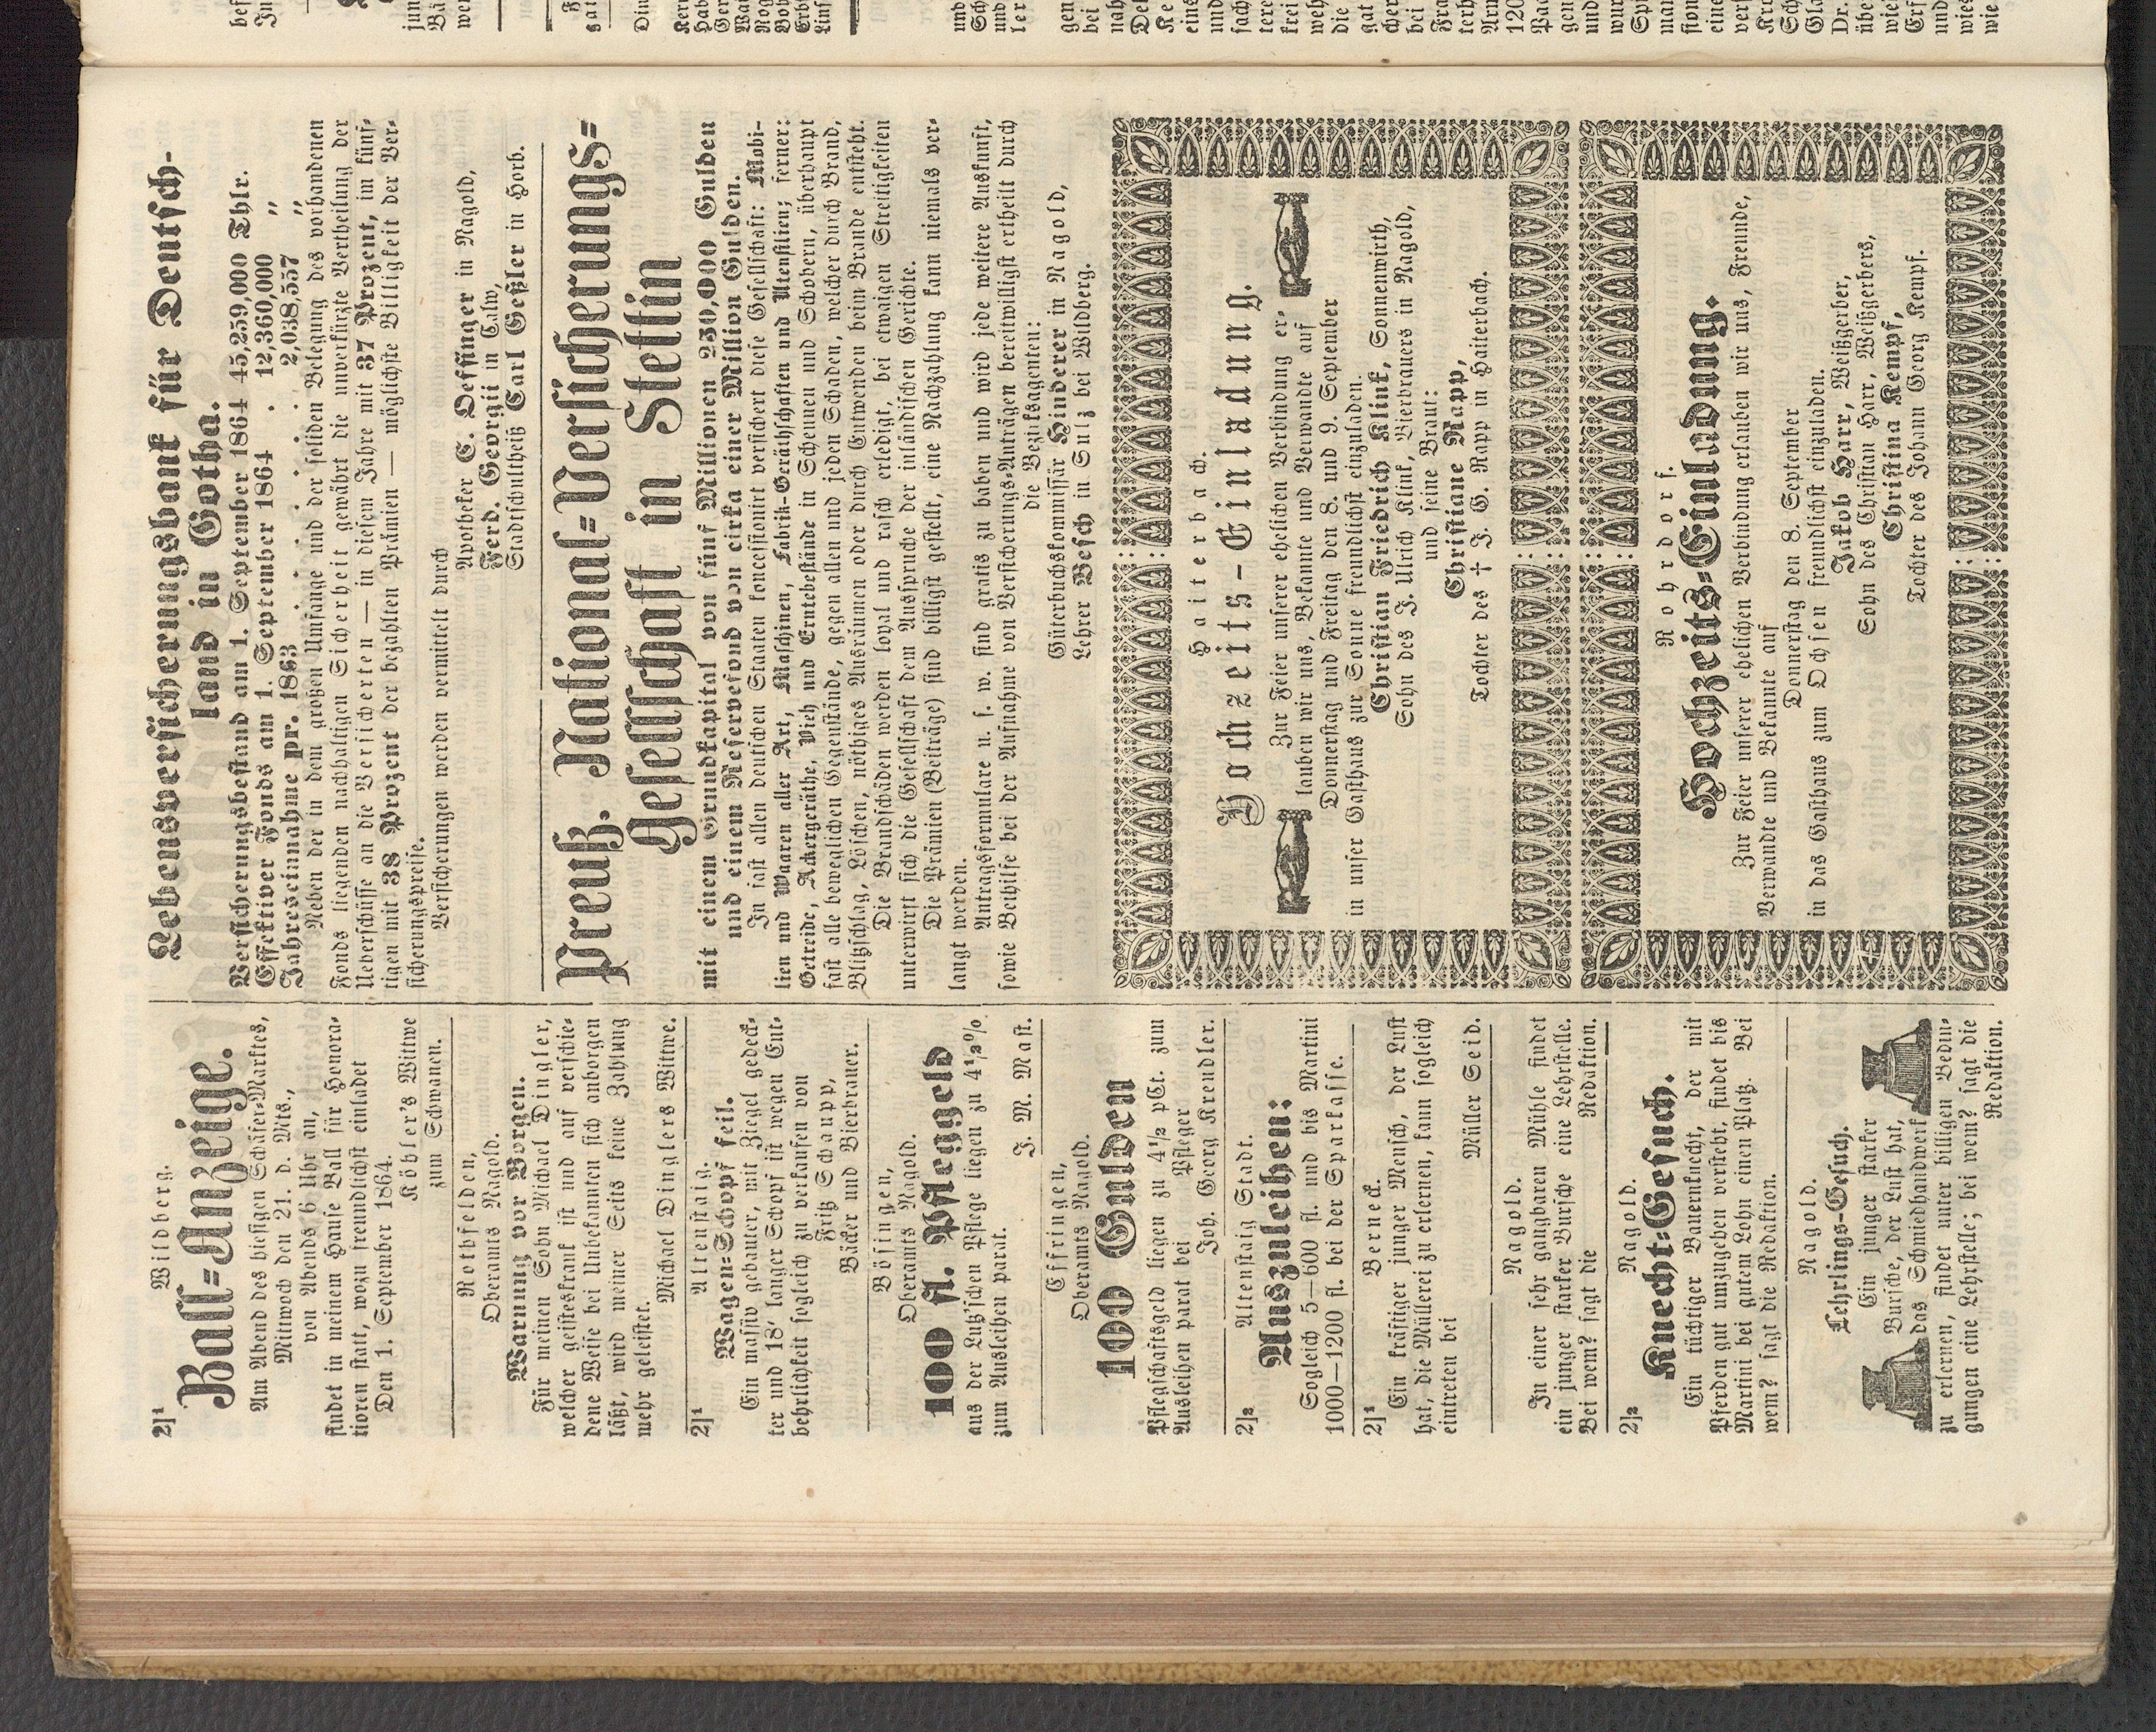 2]¹ Wildberg.
Ball-Anzeige.
Am Abend des hiesigen Schäfer-Marktes,
Mittwoch den 21. d. Mts.,
von Abends 6 Uhr an,
findet in meinem Hause Ball für Honora-
tioren statt, wozu freundlichst einladet
Den 1. September 1864.
Köbler's Wittwe
zum Schwanen.
Rothfelden,
Oberamts Nagold.
Warnung vor Borgen.
Für meinen Sohn Michael Dingler,
welcher geisteskrank ist und auf verschie-
dene Weise bei Unbekannten sich anborgen
läßt, wird meiner Seits keine Zahlung
mehr geleistet.
Michael Dinglers Wittwe.
2]¹ Altenstaig.
Wagen-Schopf feil.
Ein massiv gebauter, mit Ziegel gedeck-
ter und 18' langer Schopf ist wegen Ent-
behrlichkeit sogleich zu verkaufen von
Fritz Schaupp,
Bäcker und Bierbrauer.
Bösingen,
Oberamts Nagold.
100 fl. Pfleggeld
aus der Lutz'schen Pflege liegen zu 4½%
zum Ausleihen parat.
J. M. Mast.
Effringen,
Oberamts Nagold.
100 Gulden
Pflegschaftsgeld liegen zu 4½ pCt. zum
Ausleihen parat bei Pfleger
Joh. Georg Krendler.
2]² Altenstaig Stadt.
Auszuleihen:
Sogleich 5—600 fl. und bis Martini
1000—1200 fl. bei der Sparkasse.
2]¹ Berneck.
Ein kräftiger junger Mensch, der Lust
hat, die Müllerei zu erlernen, kann sogleich
eintreten bei
Müller Seid.
Nagold.
In einer sehr gangbaren Mühle findet
ein junger starker Bursche eine Lehrstelle.
Bei wem? sagt die Redaktion.
2]² Nagold.
Knecht-Gesuch.
Ein tüchtiger Bauernknecht, der mit
Pferden gut umzugehen versteht, findet bis
Martini bei gutem Lohn einen Platz. Bei
wem? sagt die Redaktion.
Nagold.
Lehrlings-Gesuch.
Ein junger starker
Bursche, der Lust hat,
das Schmiedhandwerk
zu erlernen, findet unter billigen Bedin-
gungen eine Lehrstelle; bei wem? sagt die
Redaktion.
Lebensversicherungsbank für Deutsch-
land in Gotha.
Versicherungsbestand am 1. September 1864 45,259,000 Thlr.
Effektiver Fonds am 1. September 1864 . 12,360,000 „
Jahreseinnahme pr. 1863 . . . . . 2,038,557 „
Neben der in dem großen Umfange und der soliden Belegung des vorhandenen
Fonds liegenden nachhaltigen Sicherheit gewährt die unverkürzte Vertheilung der
Ueberschüsse an die Versicherten — in diesem Jahre mit 37 Prozent, im fünf-
tigen mit 38 Prozent der bezahlten Prämien — möglichste Billigkeit der Ver-
sicherungspreise.
Versicherungen werden vermittelt durch
Apotheker C. Oeffinger in Nagold,
Ferd. Georgii in Calw,
Stadtschultheiß Carl Geßler in Horb.
Preuß. National-Versicherungs-
Gesellschaft in Stettin
mit einem Grundkapital von fünf Millionen 250,000 Gulden
und einem Reservefond von cirka einer Million Gulden.
In fast allen deutschen Staaten koncessionirt versichert diese Gesellschaft: Mobi-
lien und Waaren aller Art, Maschinen, Fabrik-Geräthschaften und Utensilien; ferner:
Getreide, Ackergeräthe, Vieh und Erntebestände in Scheunen und Schobern, überhaupt
fast alle beweglichen Gegenstände, gegen allen und jeden Schaden, welcher durch Brand,
Blitzschlag, Löschen, nöthiges Ausräumen oder durch Entwenden beim Brande entsteht.
Die Brandschäden werden loyal und rasch erledigt, bei etwaigen Streitigkeiten
unterwirft sich die Gesellschaft dem Ausspruche der inländischen Gerichte.
Die Prämien (Beiträge) sind billigst gestellt, eine Nachzahlung kann niemals ver-
langt werden.
Antragsformulare u. s. w. sind gratis zu haben und wird jede weitere Auskunft,
sowie Beihilfe bei der Aufnahme von Versicherungs-Anträgen bereitwilligst ertheilt durch
die Bezirksagenten:
Güterbuchskommissär Hinderer in Nagold,
Lehrer Besch in Sulz bei Wildberg.
Haiterbach.
Hochzeits-Einladung.
Zur Feier unserer ehelichen Verbindung er-
lauben wir uns, Bekannte und Verwandte auf
Donnerstag und Freitag den 8. und 9. September
in unser Gasthaus zur Sonne freundlichst einzuladen.
Christian Friedrich Klink, Sonnenwirth,
Sohn des J. Ulrich Klink, Bierbrauers in Nagold,
und seine Braut:
Christiane Rapp,
Tochter des † J. G. Rapp in Haiterbach.
Rohrdorf.
Hochzeits-Einladung.
Zur Feier unserer ehelichen Verbindung erlauben wir uns, Freunde,
Verwandte und Bekannte auf
Donnerstag den 8. September
in das Gasthaus zum Ochsen freundlichst einzuladen.
Jakob Harr, Weißgerber,
Sohn des Christian Harr, Weißgerbers,
Christina Kempf,
Tochter des Johann Georg Kempf.